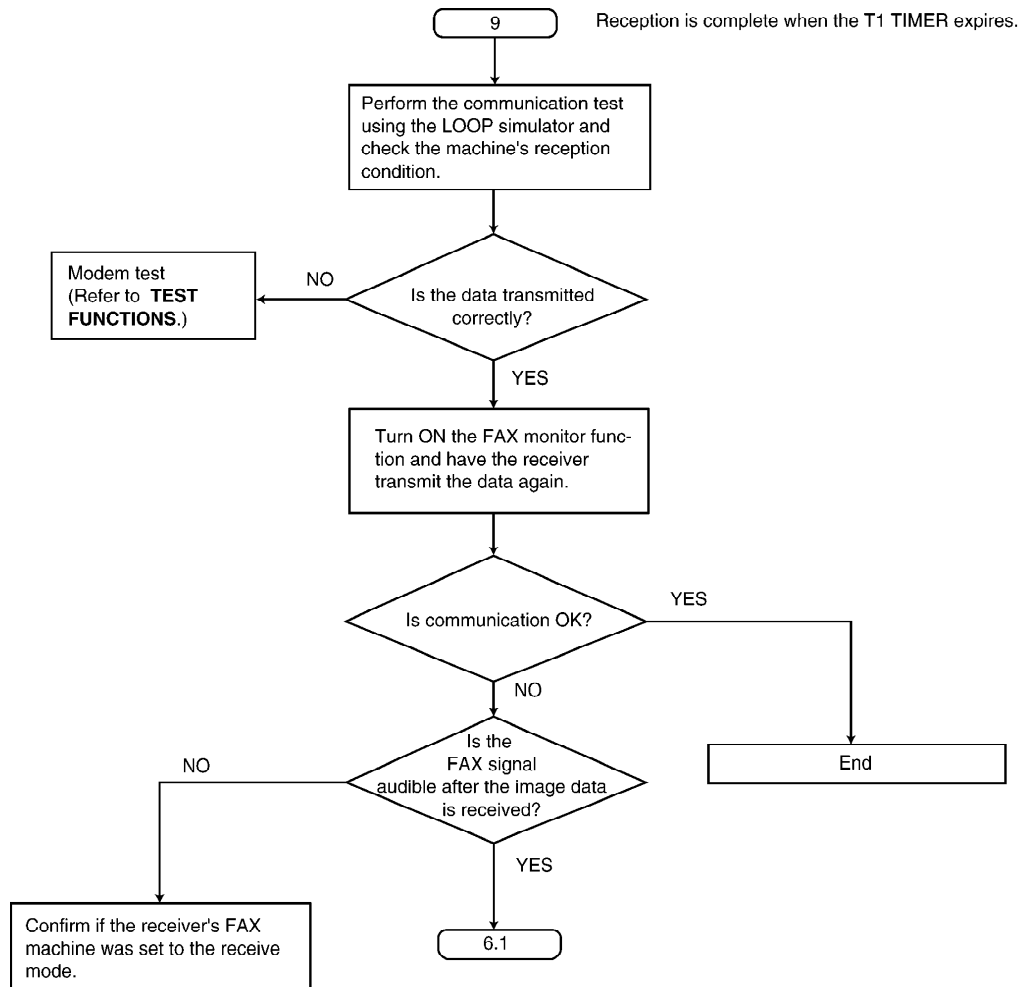 9
Reception is complete when the T1 TIMER expires.
Perform the communication test
using the LOOP simulator and
check the machine's reception
condition.
Modem test
(Refer to TEST
FUNCTIONS.)
NO
Is the data transmitted
correctly?
YES
Turn ON the FAX monitor func-
tion and have the receiver
transmit the data again.
Is communication OK?
YES
NO
End
Is the
FAX signal
audible after the image data
is received?
NO
YES
Confirm if the receiver's FAX
machine was set to the receive
mode.
6.1